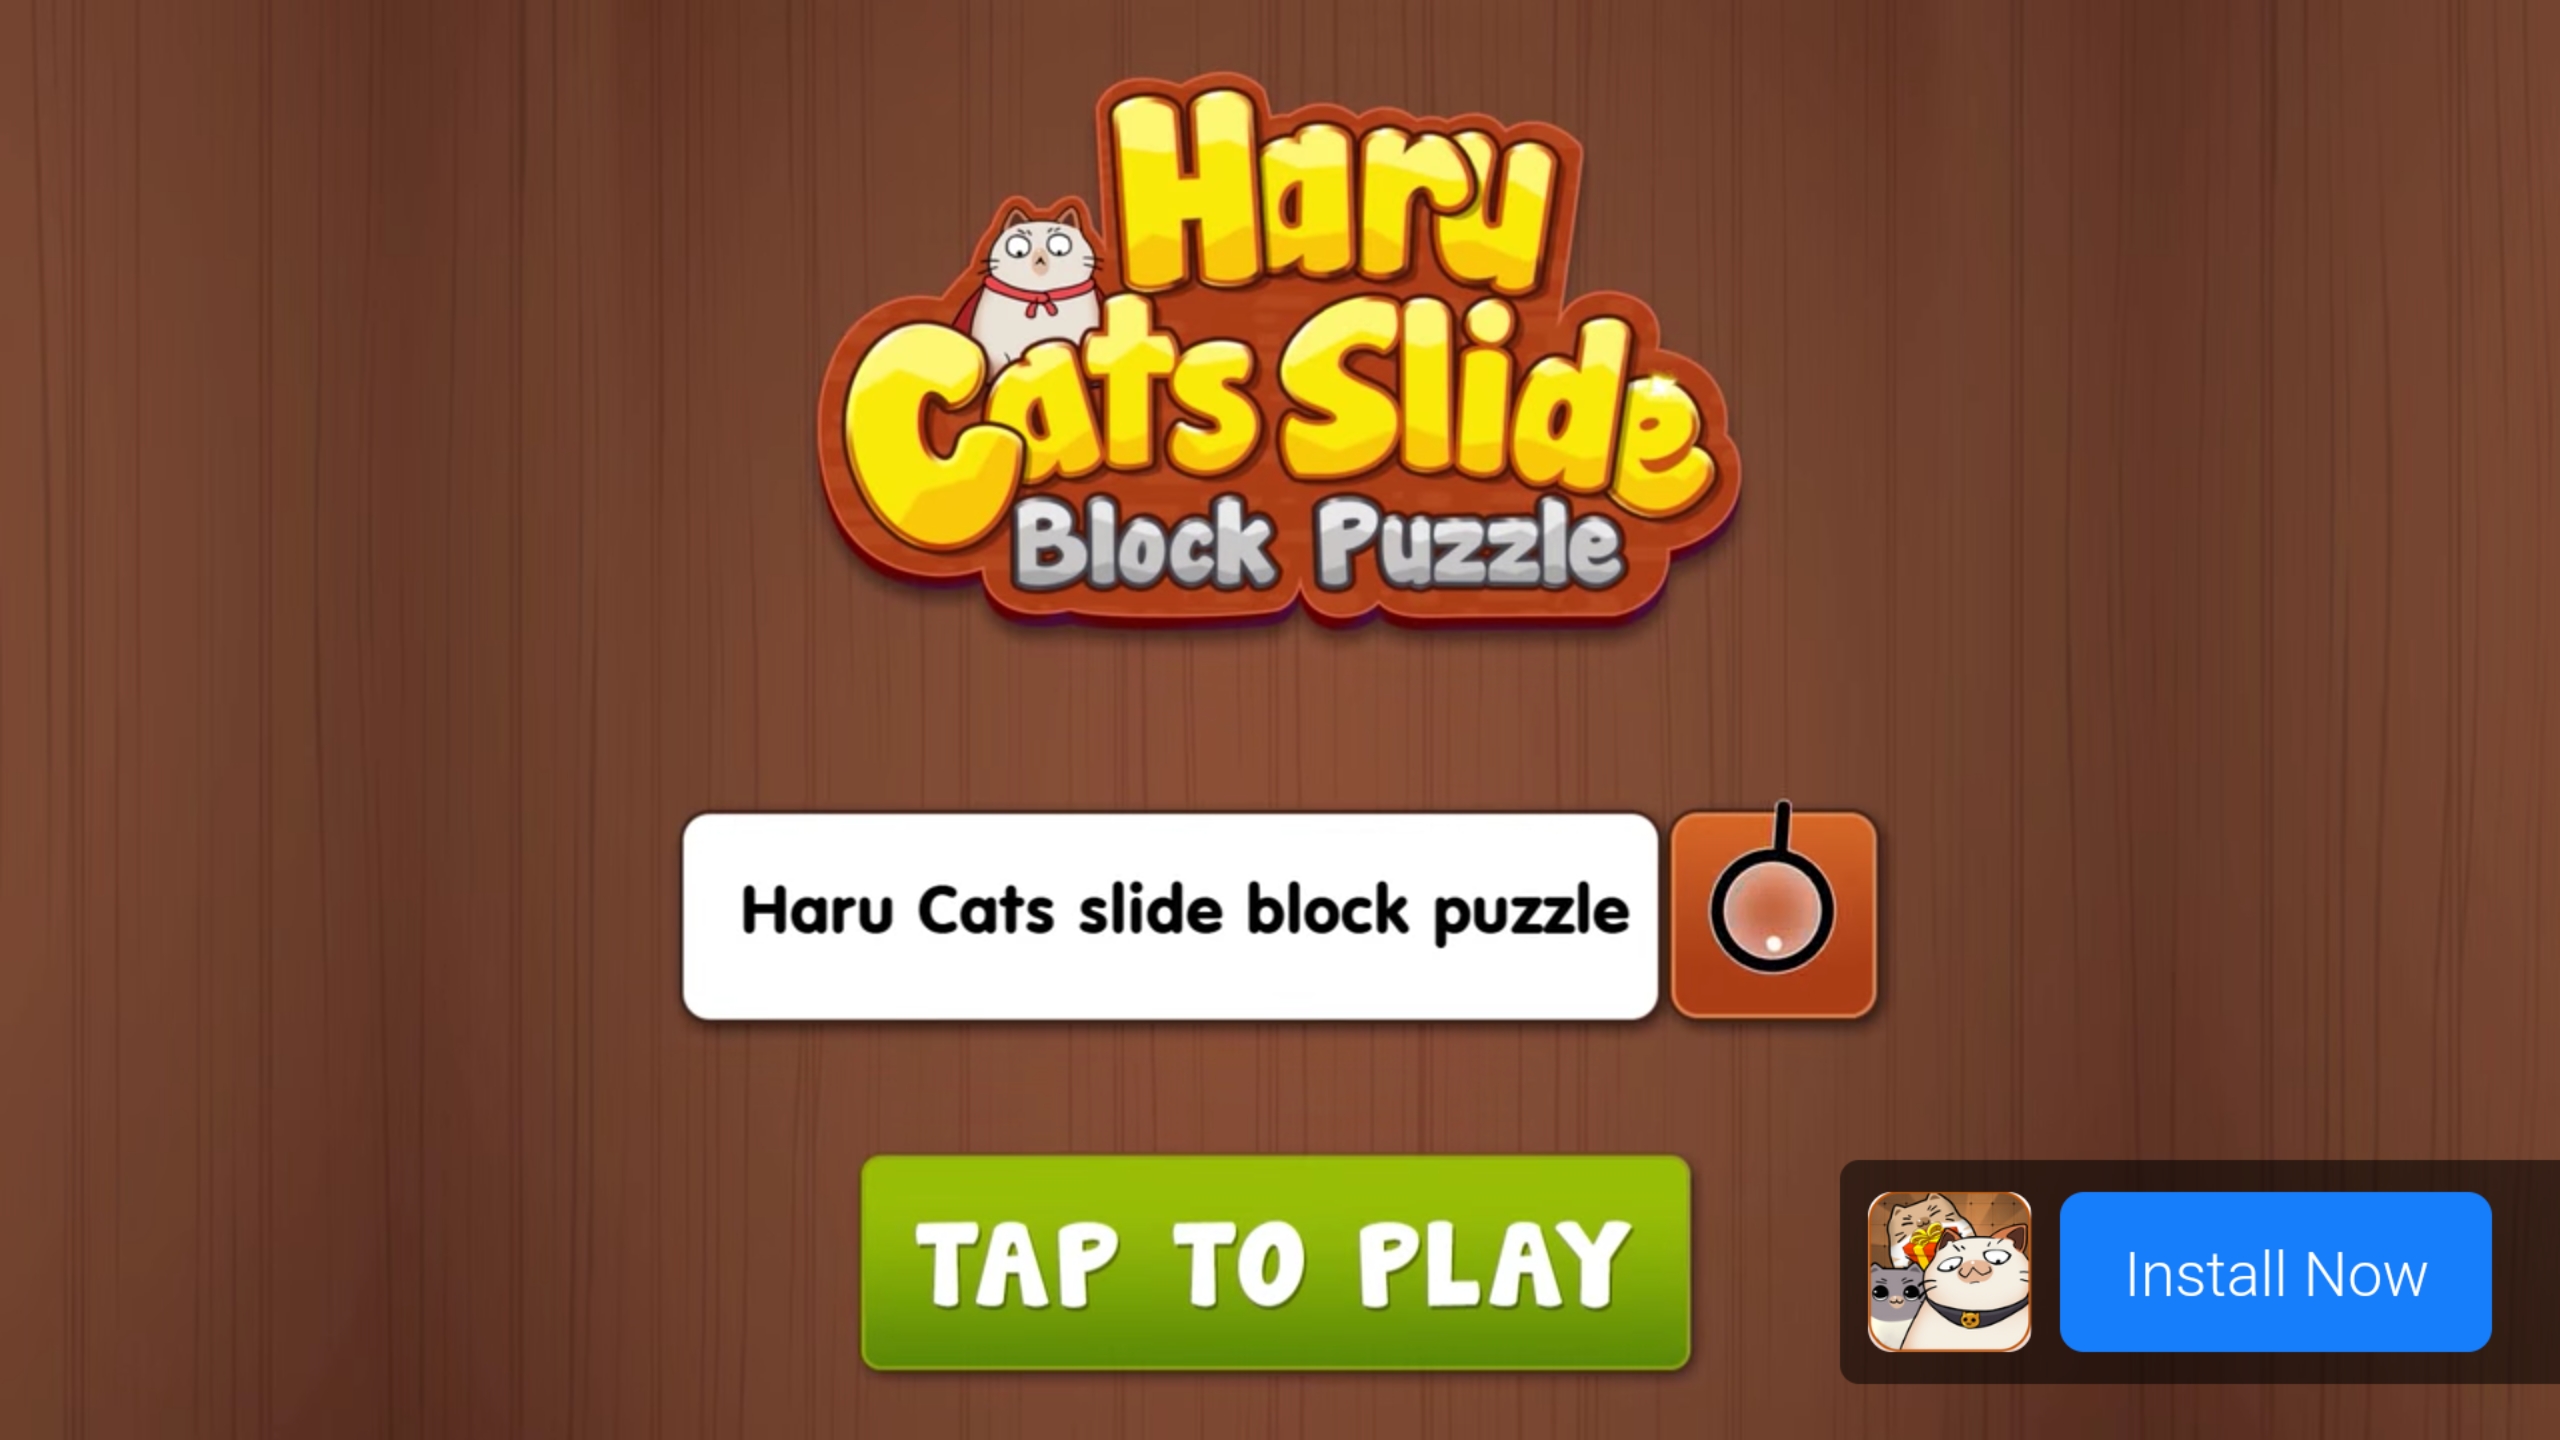 Haru
Cats Slide
Block Puzzle
Haru Cats slide block puzzle
TAP TO PLAY
Install Now